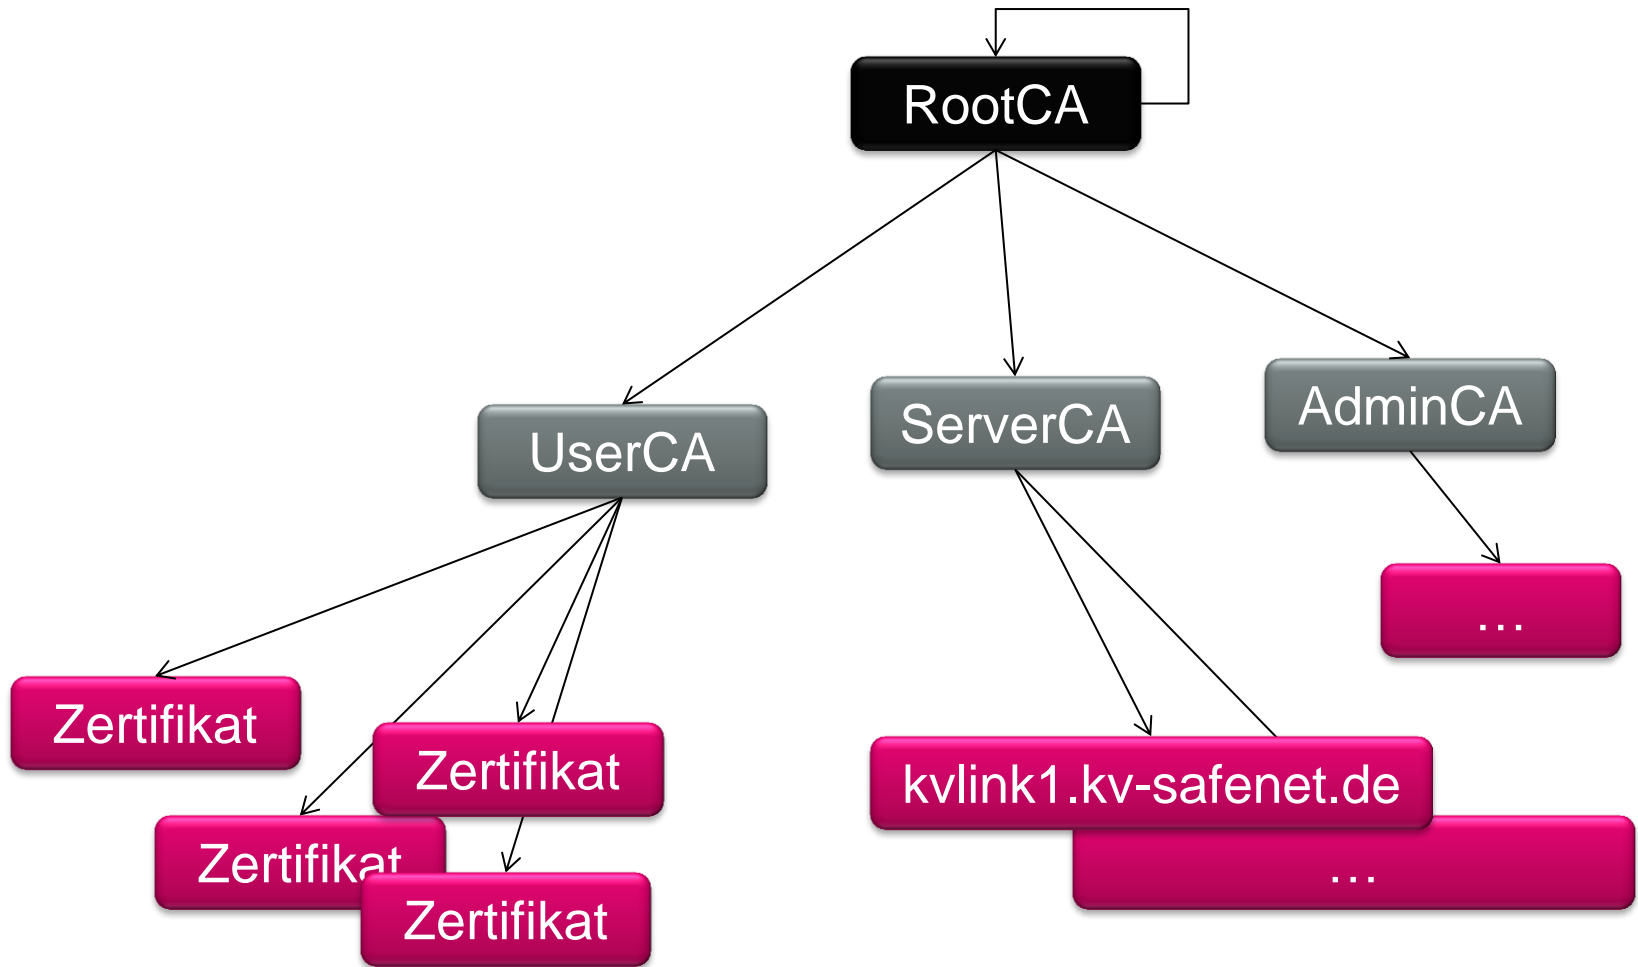 RootCA
UserCA
ServerCA
AdminCA
…
Zertifikat
Zertifikat
Zertifikat
Zertifikat
kvlink1.kv-safenet.de
…